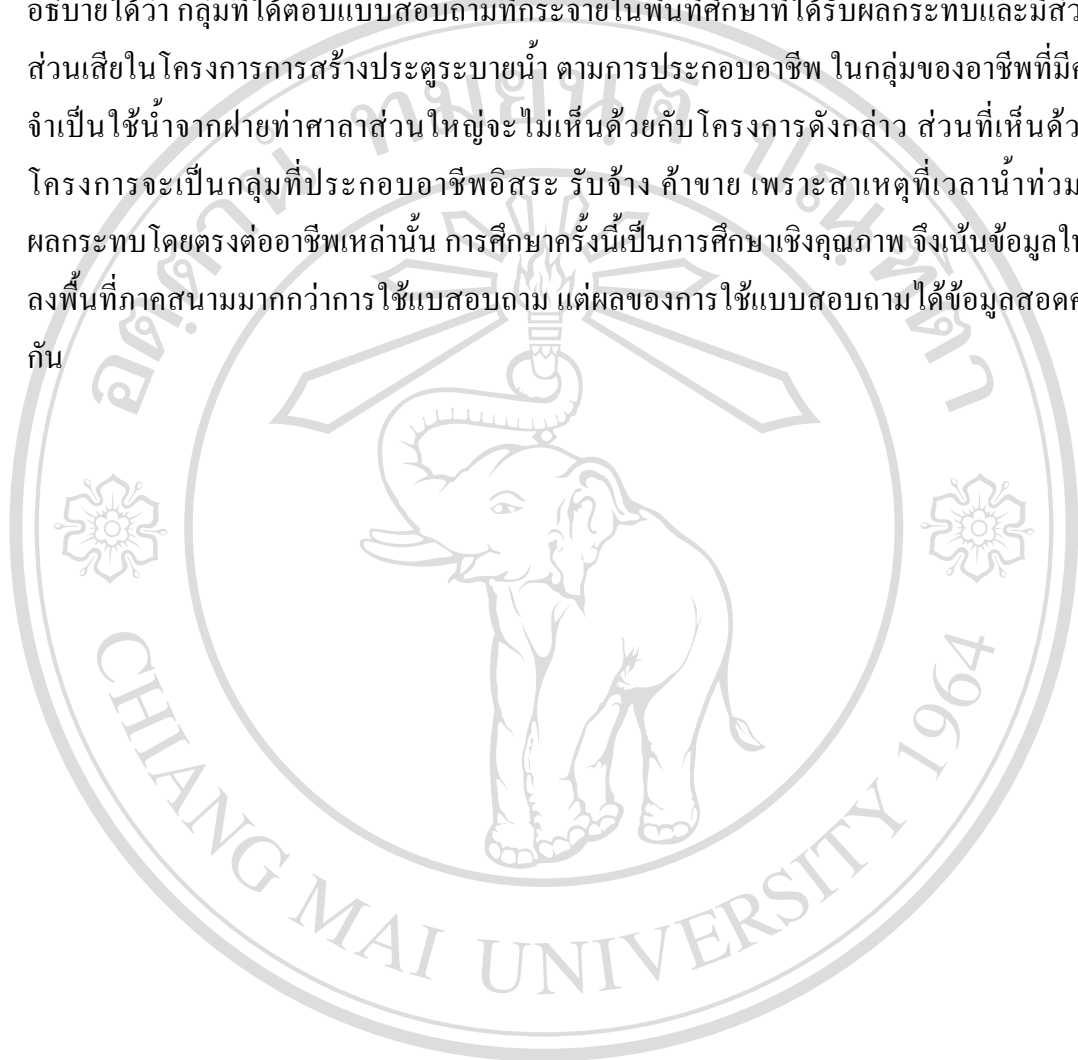 อธิบายได้ว่า กลุ่มที่ได้ตอบแบบสอบถามที่กระจายในพื้นที่ศึกษาที่ได้รับผลกระทบและมีส่ว
ส่วนเสียในโครงการการสร้างประตูระบายน้ำ ตามการประกอบอาชีพ ในกลุ่มของอาชีพที่มีค
จำเป็นใช้น้ำจากฝายท่าศาลาส่วนใหญ่จะไม่เห็นด้วยกับโครงการดังกล่าว ส่วนที่เห็นด้ว
โครงการจะเป็นกลุ่มที่ประกอบอาชีพอิสระ รับจ้าง ค้าขาย เพราะสาเหตุที่เวลาน้ำท่วม
ผลกระทบโดยตรงต่ออาชีพเหล่านั้น การศึกษาครั้งนี้เป็นการศึกษาเชิงคุณภาพ จึงเน้นข้อมูลใน
ลงพื้นที่ภาคสนามมากกว่าการใช้แบสอบถาม แต่ผลของการใช้แบบสอบถามได้ข้อมูลสอดค
กัน
อตฺตานํ ทมยนฺติ ปณฺฑิตา
CHIANG MAI UNIVERSITY 1964